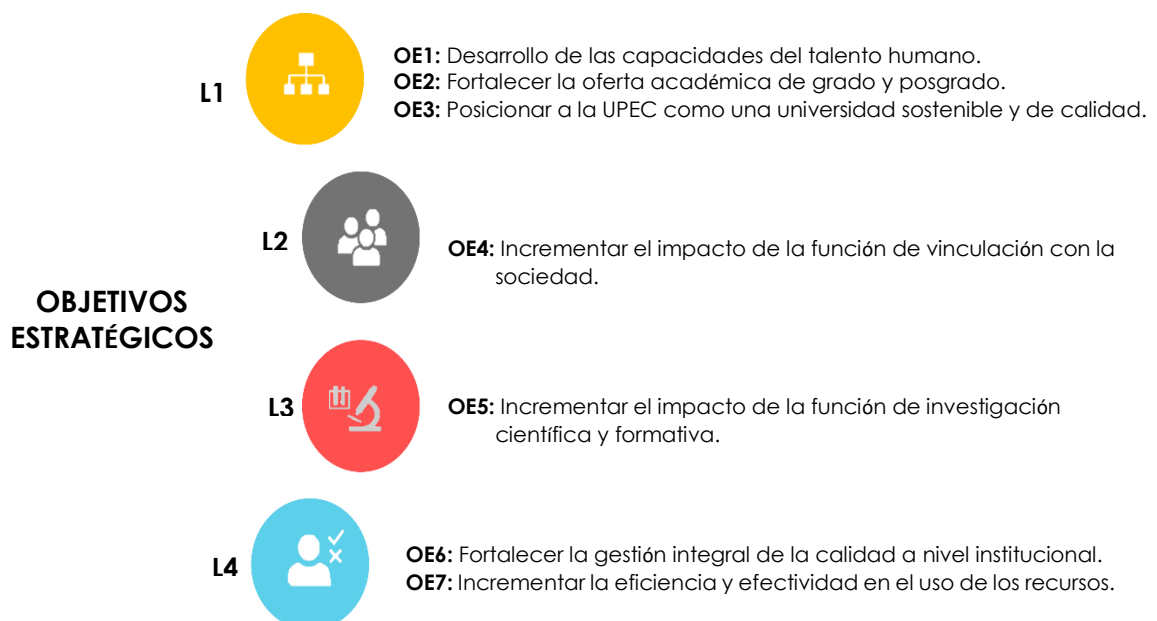 OBJETIVOS
ESTRATÉGICOS
L1
OE1: Desarrollo de las capacidades del talento humano.
OE2: Fortalecer la oferta académica de grado y posgrado.
OE3: Posicionar a la UPEC como una universidad sostenible y de calidad.
L2
OE4: Incrementar el impacto de la función de vinculación con la
sociedad.
L3
OE5: Incrementar el impacto de la función de investigación
científica y formativa.
L4
OE6: Fortalecer la gestión integral de la calidad a nivel institucional.
OE7: Incrementar la eficiencia y efectividad en el uso de los recursos.